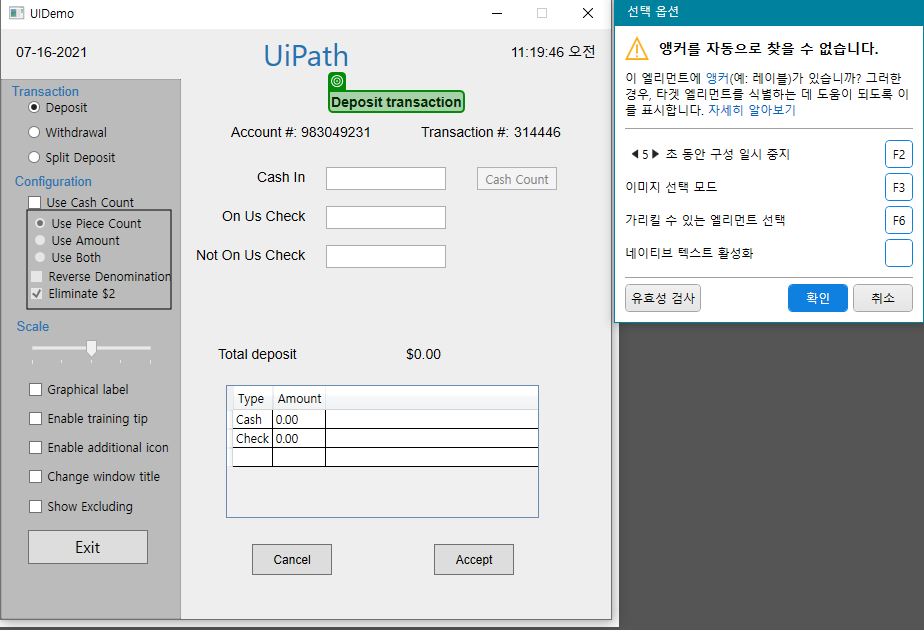 UIDemo
07-16-2021
UiPath
11:19:46 오전
Deposit transaction
Account #: 983049231
Transaction #: 314446
Transaction
Deposit
Withdrawal
Split Deposit
Configuration
Use Cash Count
Use Piece Count
Use Amount
Use Both
Reverse Denomination
Eliminate $2
Scale
Graphical label
Enable training tip
Enable additional icon
Change window title
Show Excluding
Exit
Cash In
Cash Count
On Us Check
Not On Us Check
Total deposit
$0.00
Type Amount
Cash 0.00
Check 0.00
Cancel
Accept
선택 옵션
앵커를 자동으로 찾을 수 없습니다.
이 엘리먼트에 앵커(예: 레이블)가 있습니까? 그러한
경우, 타겟 엘리먼트를 식별하는 데 도움이 되도록 이
를 표시합니다. 자세히 알아보기
5 초 동안 구성 일시 중지 F2
이미지 선택 모드 F3
가리킬 수 있는 엘리먼트 선택 F6
네이티브 텍스트 활성화
유효성 검사
확인
취소